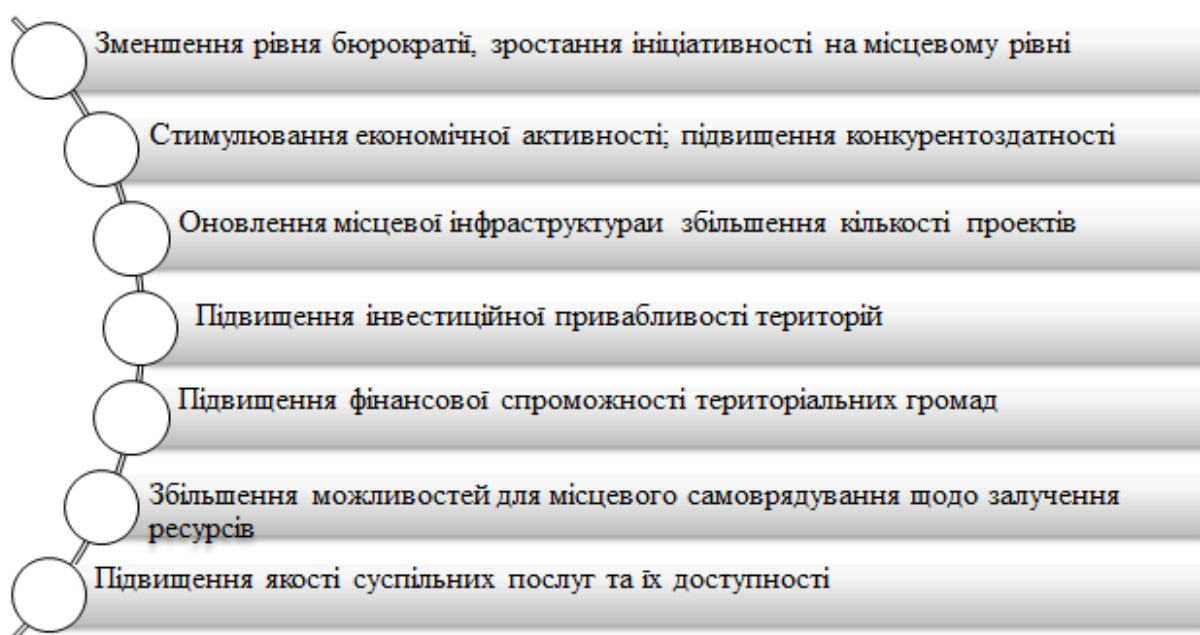 Зменшення рівня бюрократії, зростання ініціативності на місцевому рівні
Стимулювання економічної активності; підвищення конкурентоздатності
Оновлення місцевої інфраструктураи збільшення кількості проектів
Підвищення інвестиційної привабливості територій
Підвищення фінансової спроможності територіальних громад
Збільшення можливостей для місцевого самоврядування щодо залучення
ресурсів
Підвищення якості суспільних послуг та їх доступності